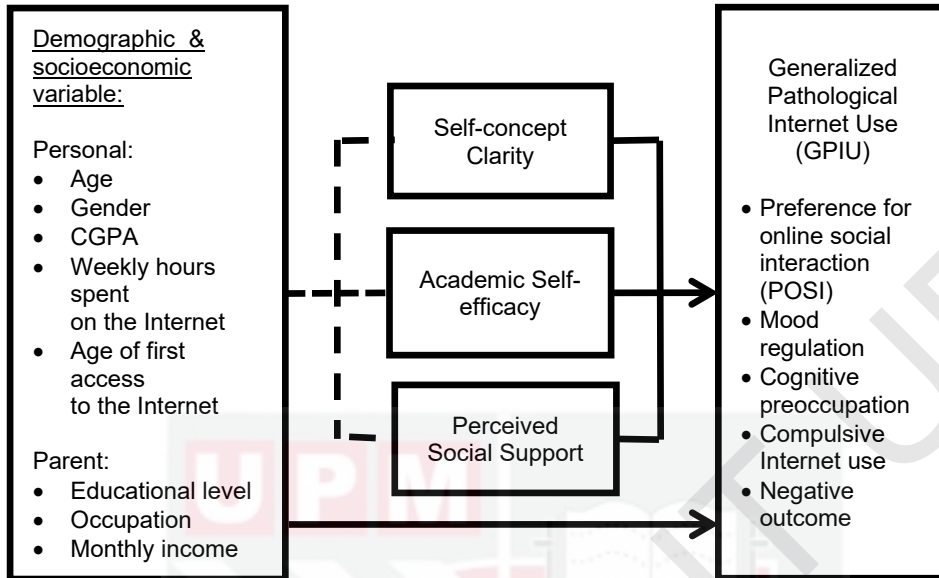 Demographic &
socioeconomic
variable:
Personal:
• Age
• Gender
• CGPA
• Weekly hours
spent
on the Internet
• Age of first
access
to the Internet
Parent:
• Educational level
• Occupation
• Monthly income
Self-concept
Clarity
Academic Self-
efficacy
Perceived
Social Support
Generalized
Pathological
Internet Use
(GPIU)
• Preference for
online social
interaction
(POSI)
• Mood
regulation
• Cognitive
preoccupation
• Compulsive
Internet use
• Negative
outcome
UPM